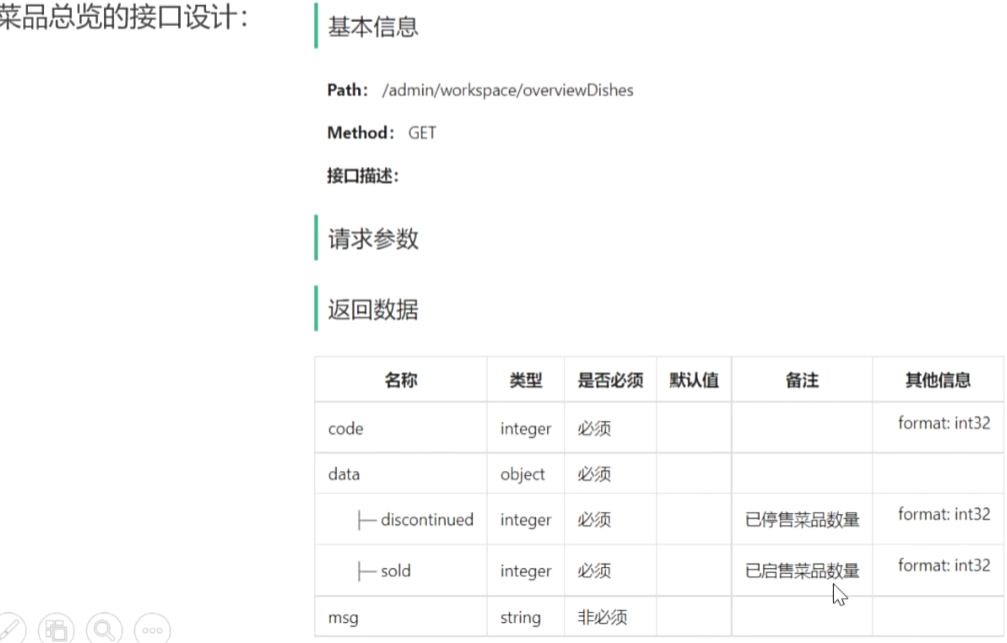 菜品总览的接口设计：
基本信息
Path： /admin/workspace/overviewDishes
Method： GET
接口描述：
请求参数
返回数据
名称 类型 是否必须 默认值 备注 其他信息
code integer 必须 format: int32
data object 必须
├─ discontinued integer 必须 已停售菜品数量 format: int32
├─ sold integer 必须 已启售菜品数量 format: int32
msg string 非必须